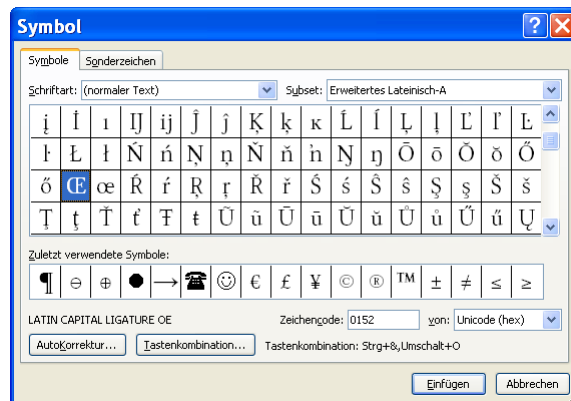 Symbol
Symbole Sonderzeichen
Schriftart: (normaler Text) Subset: Erweitertes Lateinisch-A
į İ ı Ĳ ĳ Ĵ ĵ Ķ ķ ĸ Ĺ ĺ Ļ ļ Ľ ľ Ŀ
ŀ Ł ł Ń ń Ņ ņ Ň ň ŉ Ŋ ŋ Ō ō Ŏ ŏ Ő
ő Œ œ Ŕ ŕ Ŗ ŗ Ř ř Ś ś Ŝ ŝ Ş ş Š š
Ţ ţ Ť ť Ŧ ŧ Ũ ũ Ū ū Ŭ ŭ Ů ů Ű ű Ų
Zuletzt verwendete Symbole:
¶ ⊖ ⊕ ● → ☎ ☺ € £ ¥ © ® ™ ± ≠ ≤ ≥
LATIN CAPITAL LIGATURE OE Zeichencode: 0152 von: Unicode (hex)
AutoKorrektur... Tastenkombination... Tastenkombination: Strg+&,Umschalt+O
Einfügen Abbrechen